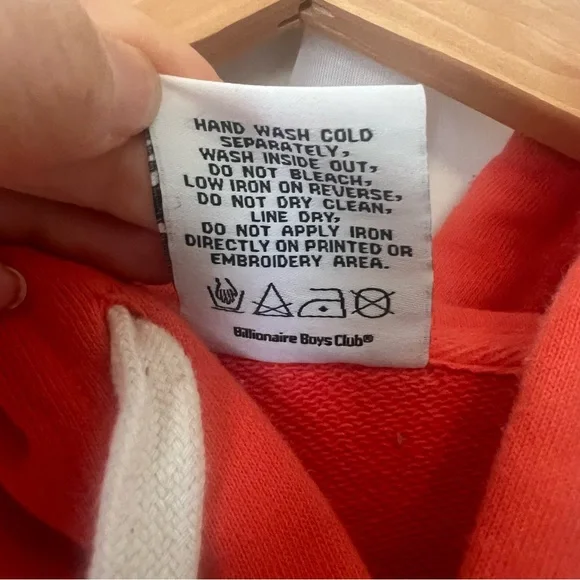 HAND WASH COLD
SEPARATELY,
WASH INSIDE OUT,
DO NOT BLEACH,
LOW IRON ON REVERSE,
DO NOT DRY CLEAN,
LINE DRY,
DO NOT APPLY IRON
DIRECTLY ON PRINTED OR
EMBROIDERY AREA.
Billionaire Boys Club®